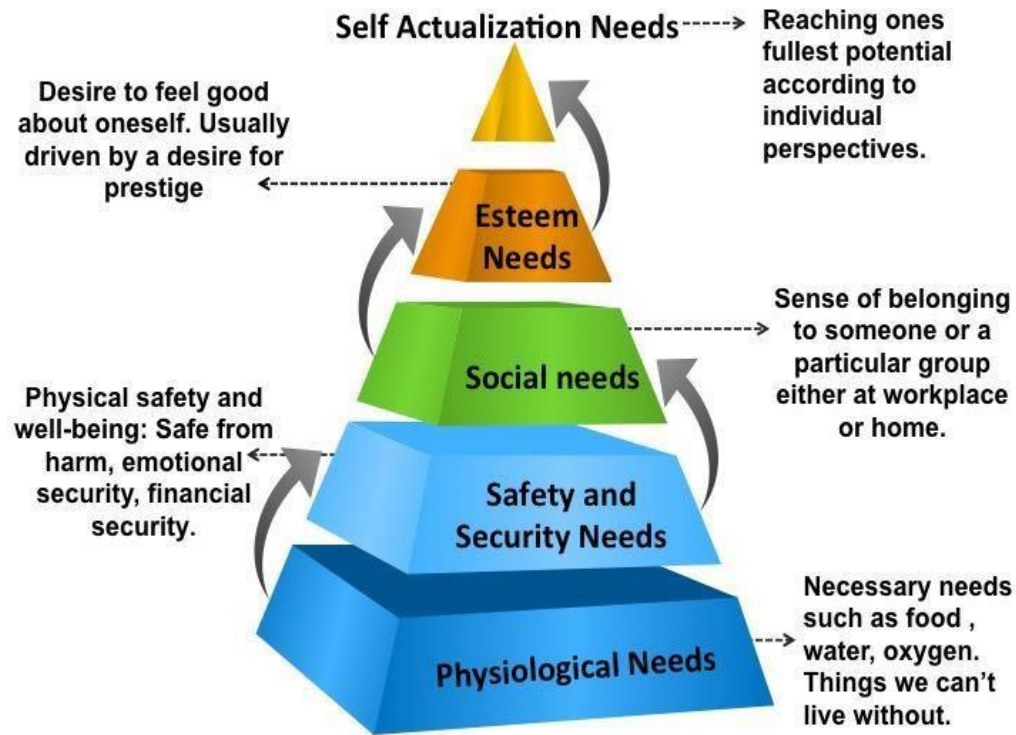 Self Actualization Needs
Reaching ones
fullest potential
according to
individual
perspectives.
Desire to feel good
about oneself. Usually
driven by a desire for
prestige
Esteem
Needs
Sense of belonging
to someone or a
particular group
either at workplace
or home.
Social needs
Physical safety and
well-being: Safe from
harm, emotional
security, financial
security.
Safety and
Security Needs
Necessary needs
such as food ,
water, oxygen.
Things we can't
live without.
Physiological Needs